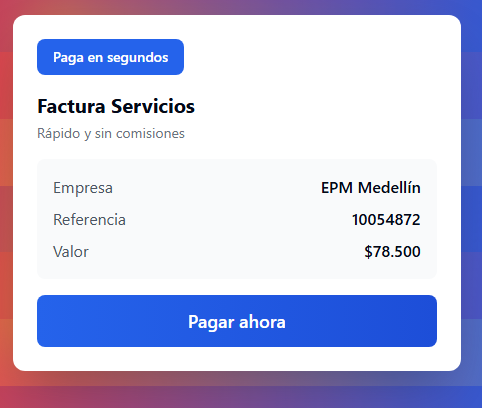 Paga en segundos
Factura Servicios
Rápido y sin comisiones
Empresa EPM Medellín
Referencia 10054872
Valor $78.500
Pagar ahora